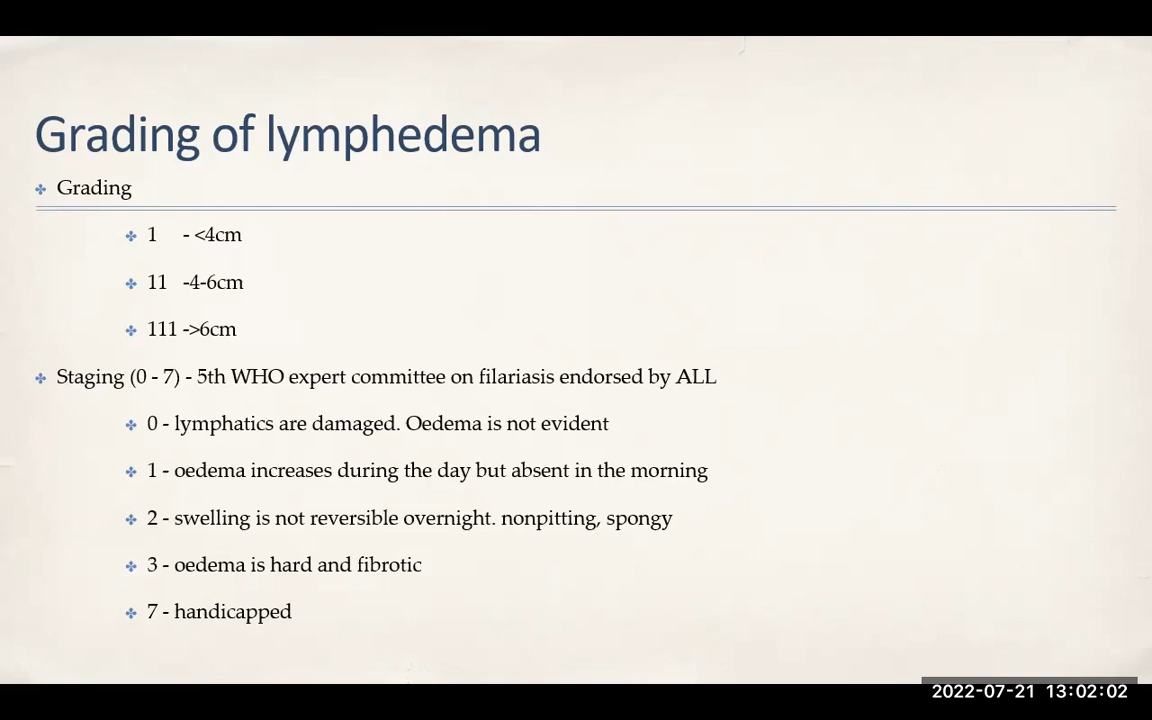 Grading of lymphedema
Grading
1 - <4cm
11 -4-6cm
111 ->6cm
Staging (0 - 7) - 5th WHO expert committee on filariasis endorsed by ALL
0 - lymphatics are damaged. Oedema is not evident
1 - oedema increases during the day but absent in the morning
2 - swelling is not reversible overnight. nonpitting, spongy
3 - oedema is hard and fibrotic
7 - handicapped
2022-07-21 13:02:02